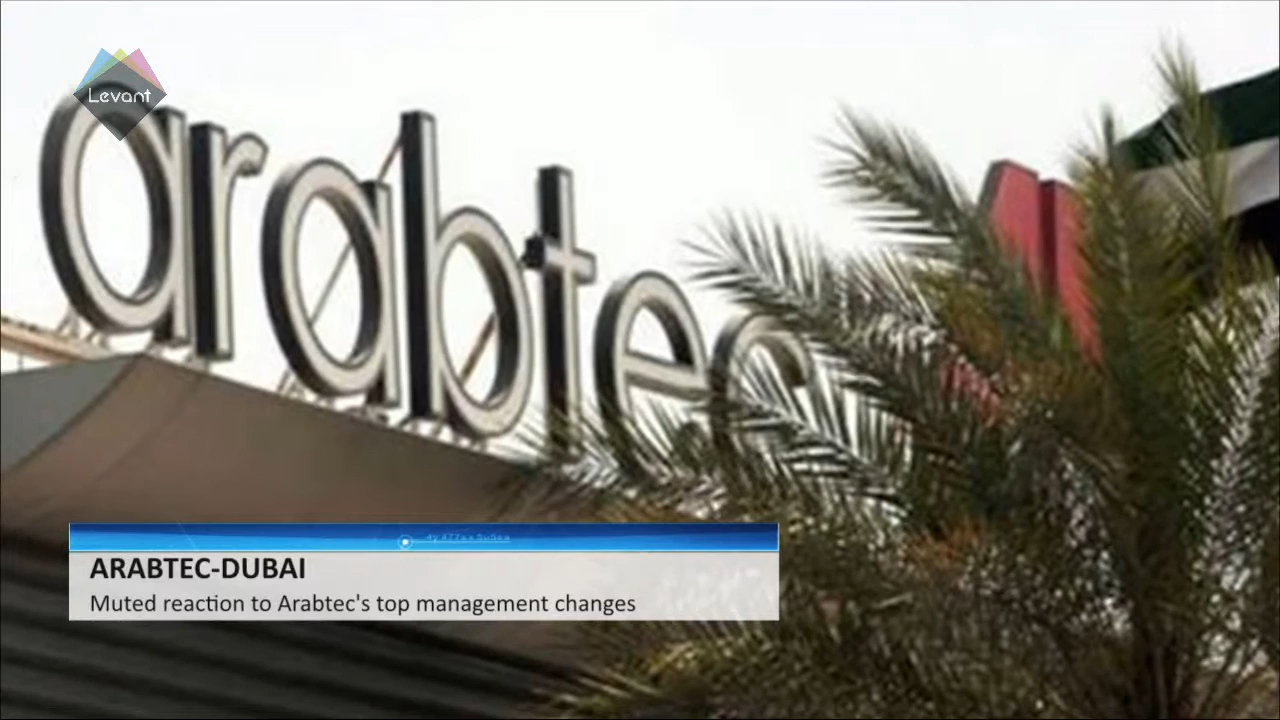 Levant
arabtec
ARABTEC-DUBAI
Muted reaction to Arabtec's top management changes